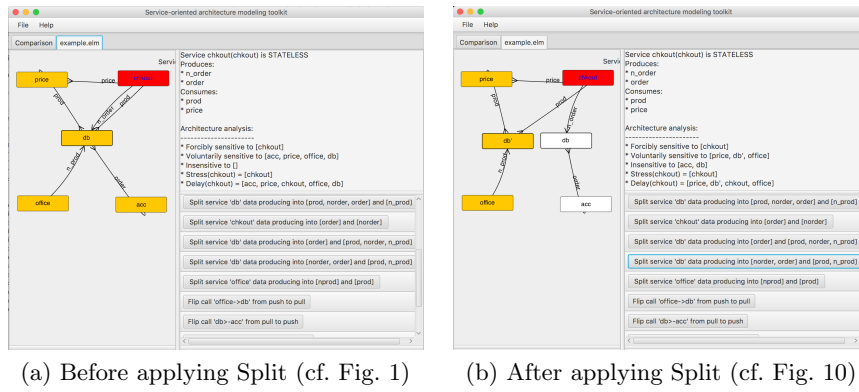 Service-oriented architecture modeling toolkit
File Help
Comparison example.elm
Servi
price
price
chkout
prod
n_order
prod
db
n_prod
order
office
acc
Service chkout(chkout) is STATELESS
Produces:
* n_order
* order
Consumes:
* prod
* price
Architecture analysis:
----------------------
* Forcibly sensitive to [chkout]
* Voluntarily sensitive to [acc, price, office, db]
* Insensitive to []
* Stress(chkout) = [chkout]
* Delay(chkout) = [acc, price, chkout, office, db]
Split service 'db' data producing into [prod, norder, order] and [n_prod]
Split service 'chkout' data producing into [order] and [norder]
Split service 'db' data producing into [order] and [prod, norder, n_prod]
Split service 'db' data producing into [norder, order] and [prod, n_prod]
Split service 'office' data producing into [nprod] and [prod]
Flip call 'office->db' from push to pull
Flip call 'db>-acc' from pull to push
(a) Before applying Split (cf. Fig. 1)
Service-oriented architecture modeling toolkit
File Help
Comparison example.elm
Servi
price
price
chkout
prod
prod
n_order
db'
db
n_prod
order
office
acc
Service chkout(chkout) is STATELESS
Produces:
* n_order
* order
Consumes:
* prod
* price
Architecture analysis:
----------------------
* Forcibly sensitive to [chkout]
* Voluntarily sensitive to [price, db', office]
* Insensitive to [acc, db]
* Stress(chkout) = [chkout]
* Delay(chkout) = [price, db', chkout, office]
Split service 'db' data producing into [prod, norder, order] and [n_prod]
Split service 'chkout' data producing into [order] and [norder]
Split service 'db' data producing into [order] and [prod, norder, n_prod]
Split service 'db' data producing into [norder, order] and [prod, n_prod]
Split service 'office' data producing into [nprod] and [prod]
Flip call 'office->db' from push to pull
Flip call 'db>-acc' from pull to push
(b) After applying Split (cf. Fig. 10)